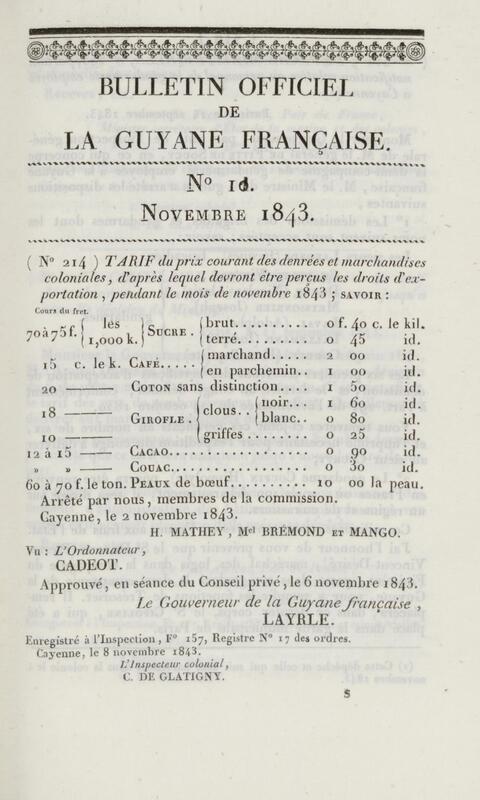 BULLETIN OFFICIEL
DE
LA GUYANE FRANÇAISE.
N°
NOVEMBRE 1843.
( N° 214 ) TARIF du prix courant des denrées et marchandises
coloniales, d'après lequel devront être perçus les droits d'ex-
portation, pendant le mois de novembre 1843 ; SAVOIR :
Cours du fret.
70 à 75 f. { les 1,000 k. } SUCRE . { brut.......... 0 f. 40 c. le kil.
terré.......... 0 45 id.
15 c. le k. CAFÉ..... { marchand..... 2 00 id.
en parchemin.. 1 00 id.
20 —— COTON sans distinction.... 1 50 id.
18 —— GIROFLE . { clous.. { noir... 1 60 id.
blanc.. 0 80 id.
10 —— griffes ........ 0 25 id.
12 à 15 —— CACAO.................. 0 90 id.
» » —— COUAC.................. 0 30 id.
60 à 70 f. le ton. PEAUX de bœuf........... 10 00 la peau.
Arrêté par nous, membres de la commission.
Cayenne, le 2 novembre 1843.
H. MATHEY, Mel BRÉMOND ET MANGO.
Vu : L'Ordonnateur,
CADEOT.
Approuvé, en séance du Conseil privé, le 6 novembre 1843.
Le Gouverneur de la Guyane française ,
LAYRLE.
Enregistré à l'Inspection, F° 157, Registre N° 17 des ordres.
Cayenne, le 8 novembre 1843.
L'Inspecteur colonial,
C. DE GLATIGNY.
S